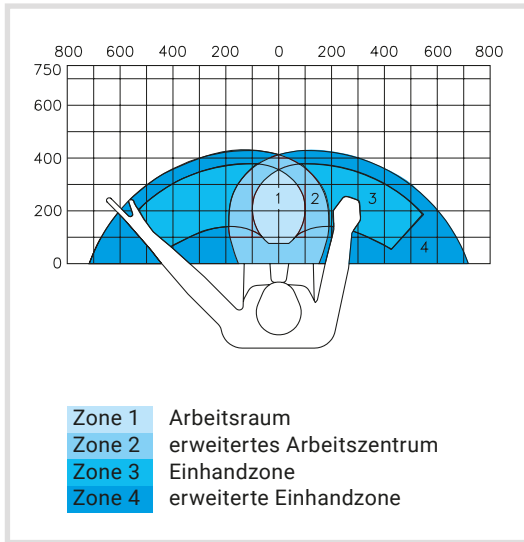 800 600 400 200 0 200 400 600 800
750
600
400
200
0
1 2 3
4
Zone 1 Arbeitsraum
Zone 2 erweitertes Arbeitszentrum
Zone 3 Einhandzone
Zone 4 erweiterte Einhandzone